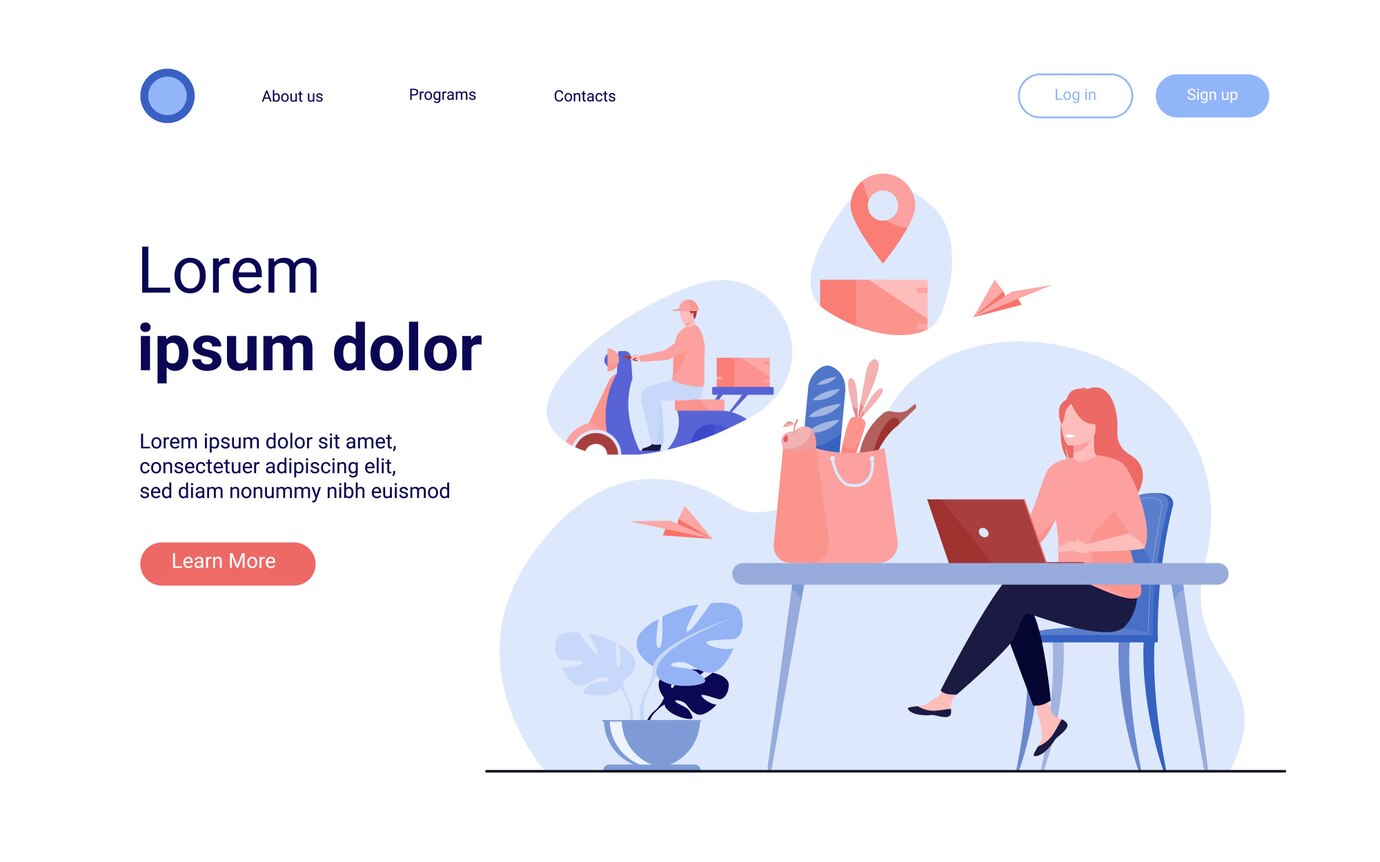 About us
Programs
Contacts
Log in
Sign up
Lorem
ipsum dolor
Lorem ipsum dolor sit amet,
consectetuer adipiscing elit,
sed diam nonummy nibh euismod
Learn More